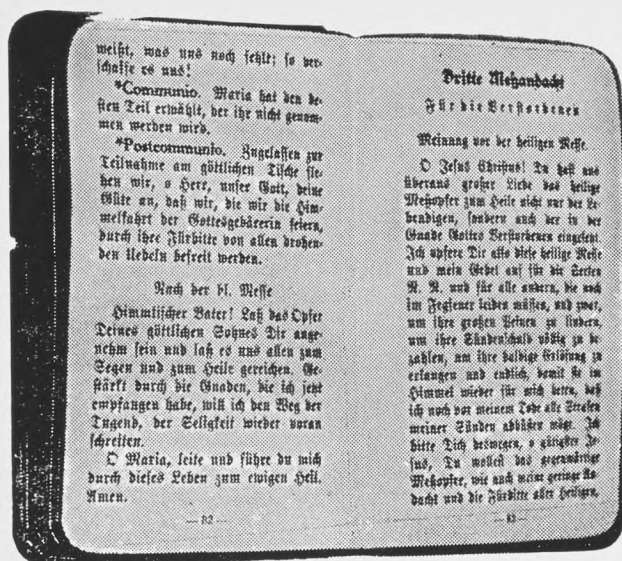 weißt, was uns noch fehlt; so ver-
schaffe es uns!
*Communio. Maria hat den be-
sten Teil erwählt, der ihr nicht genom-
men werden wird.
*Postcommunio. Zugelassen zur
Teilnahme am göttlichen Tische fle-
hen wir, o Herr, unser Gott, deine
Güte an, daß wir, die wir die Him-
melfahrt der Gottesgebärerin feiern,
durch ihre Fürbitte von allen drohen-
den Uebeln befreit werden.
Nach der hl. Messe
Himmlischer Vater! Laß das Opfer
Deines göttlichen Sohnes Dir ange-
nehm sein und laß es uns allen zum
Segen und zum Heile gereichen. Ge-
stärkt durch die Gnaden, die ich jetzt
empfangen habe, will ich den Weg der
Tugend, der Seligkeit wieder voran
schreiten.
O Maria, leite und führe du mich
durch dieses Leben zum ewigen Heil.
Amen.
— 82 —
Dritte Meßandacht
Für die Verstorbenen
Meinung vor der heiligen Messe.
O Jesus Christus! Du hast aus
überaus großer Liebe das heilige
Meßopfer zum Heile nicht nur der Le-
bendigen, sondern auch der in der
Gnade Gottes Verstorbenen eingesetzt.
Ich opfere Dir also diese heilige Messe
und mein Gebet auf für die Seelen
N. N. und für alle andern, die noch
im Fegfeuer leiden müssen, und zwar,
um ihre großen Peinen zu lindern,
um ihre Sündenschuld völlig zu be-
zahlen, um ihre baldige Erlösung zu
erlangen und endlich, damit sie im
Himmel wieder für mich beten, daß
ich noch vor meinem Tode alle Strafen
meiner Sünden abbüßen möge. Ich
bitte Dich deswegen, o gütigster Je-
sus, Du wollest das gegenwärtige
Meßopfer, wie auch meine geringe An-
dacht und die Fürbitte aller Heiligen,
— 83 —